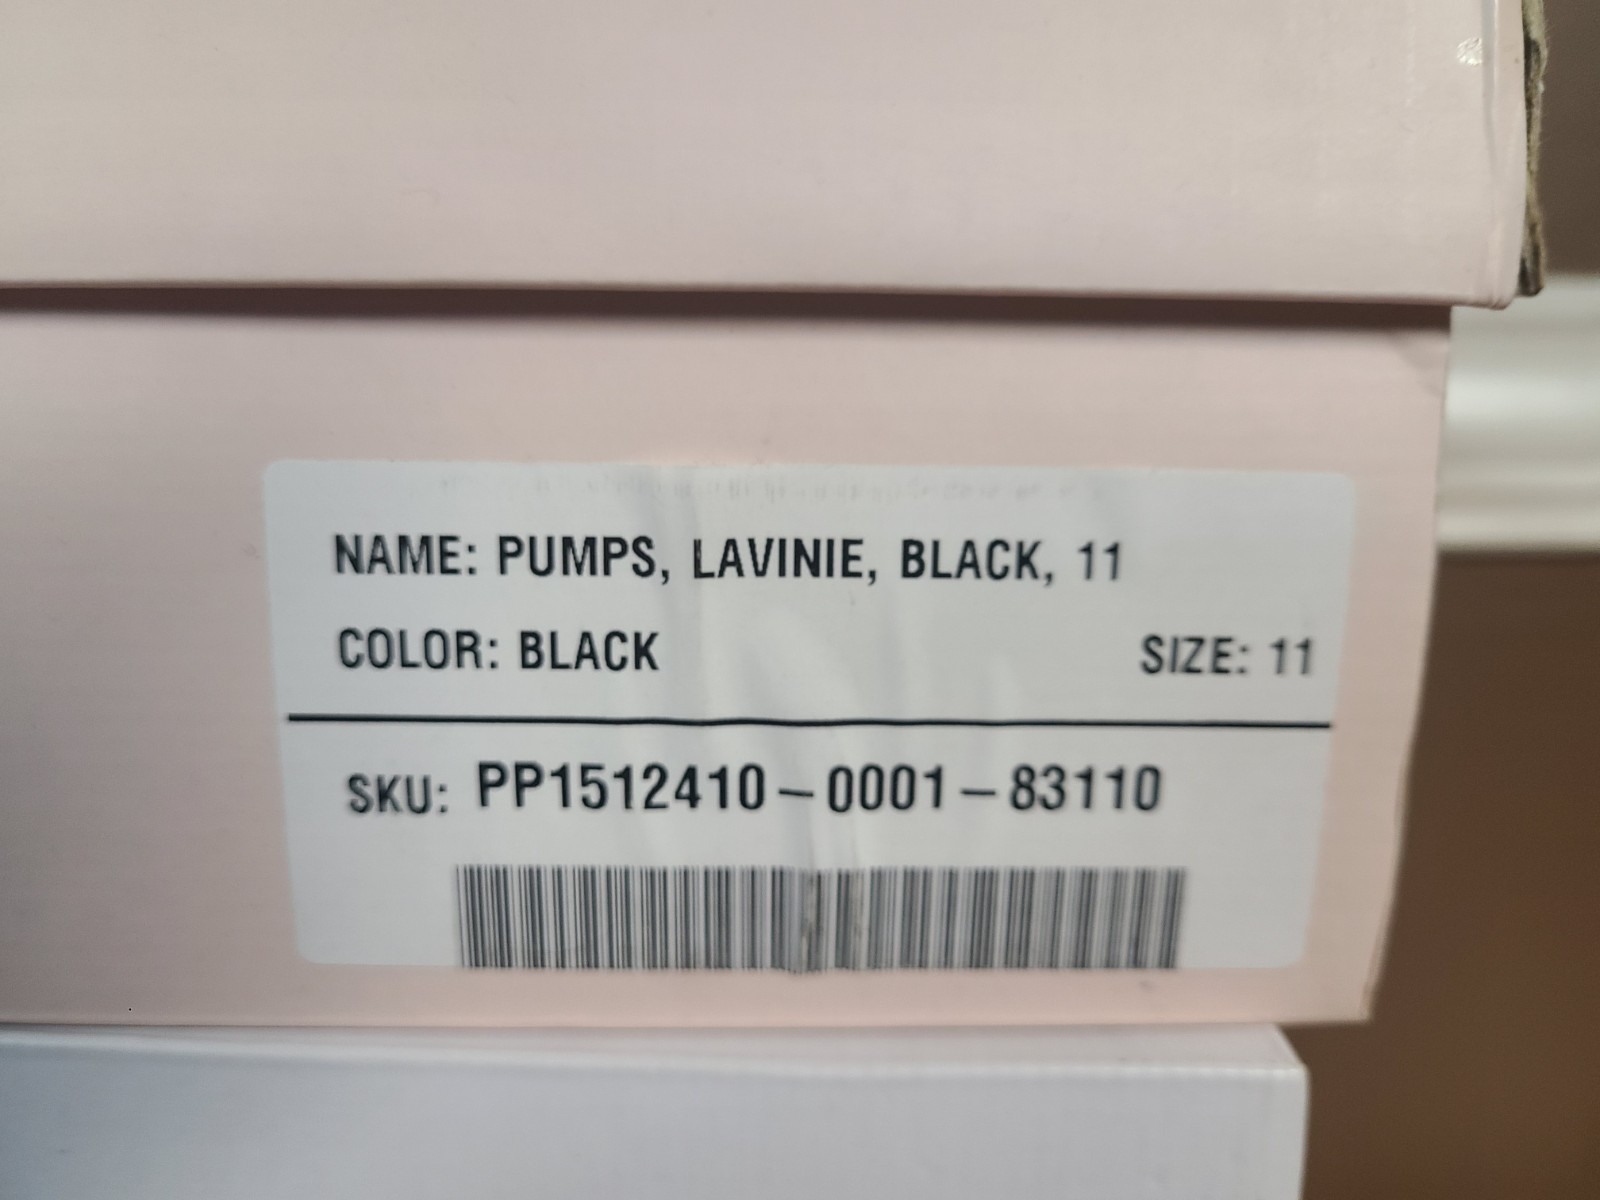 NAME: PUMPS, LAVINIE, BLACK, 11
COLOR: BLACK
SIZE: 11
SKU: PP1512410-0001-83110